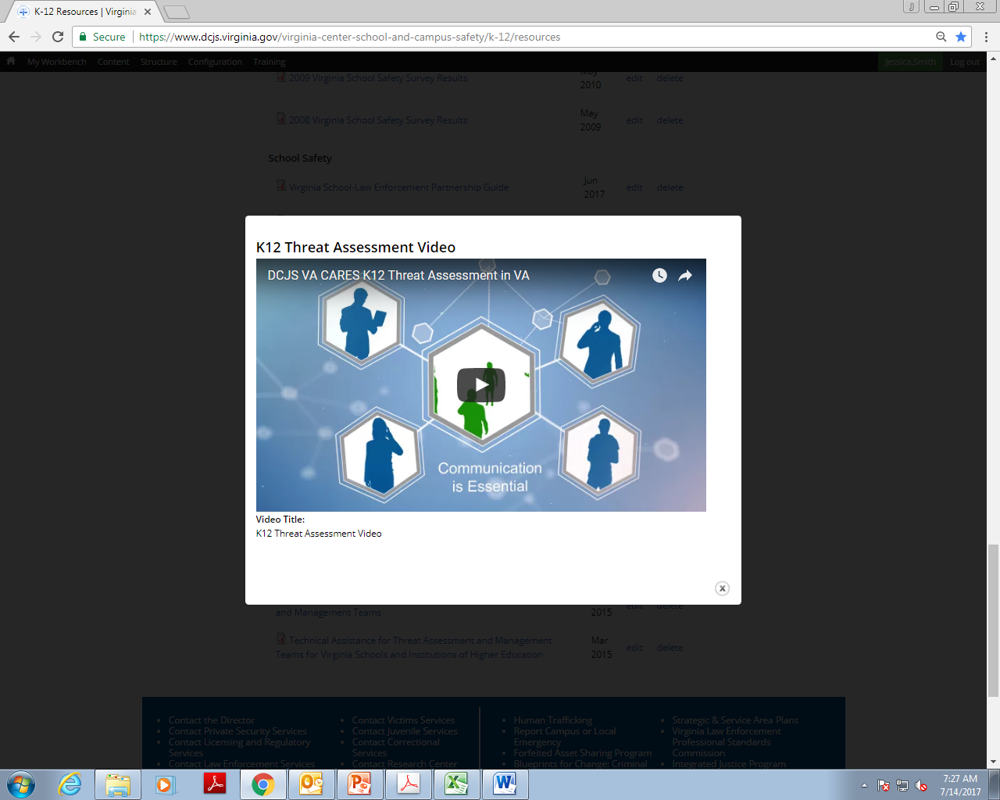 K-12 Resources | Virginia
J
Secure
https://www.dcjs.virginia.gov/virginia-center-school-and-campus-safety/k-12/resources
My Workbench Content Structure Configuration Training Jessica.Smith Log out
2009 Virginia School Safety Survey Results May 2010 edit delete
2008 Virginia School Safety Survey Results May 2009 edit delete
School Safety
Virginia School-Law Enforcement Partnership Guide Jun 2017 edit delete
K12 Threat Assessment Video
DCJS VA CARES K12 Threat Assessment in VA
Communication
is Essential
Video Title:
K12 Threat Assessment Video
x
and Management Teams 2015 edit delete
Technical Assistance for Threat Assessment and Management Mar
Teams for Virginia Schools and Institutions of Higher Education 2015 edit delete
Contact the Director
Contact Private Security Services
Contact Licensing and Regulatory
Services
Contact Law Enforcement Services
Contact Victims Services
Contact Juvenile Services
Contact Correctional
Services
Contact Research Center
Human Trafficking
Report Campus or Local
Emergency
Forfeited Asset Sharing Program
Blueprints for Change: Criminal
Strategic & Service Area Plans
Virginia Law Enforcement
Professional Standards
Commission
Integrated Justice Program
7:27 AM
7/14/2017